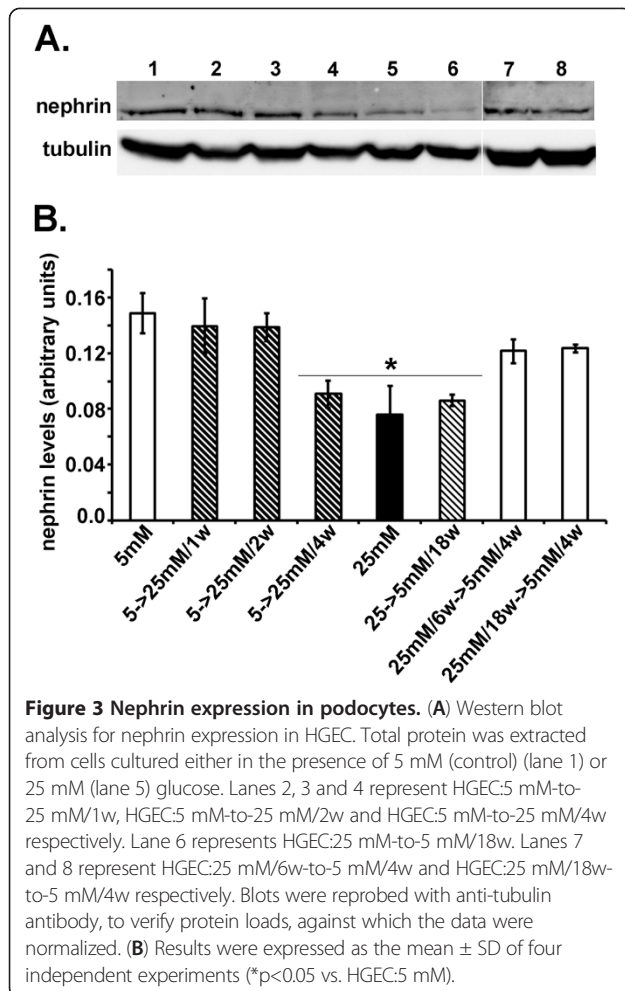 A.
1 2 3 4 5 6 7 8
nephrin
tubulin
B.
nephrin levels (arbitrary units)
0.16
0.12
0.08
0.04
0.0
*
5mM
5->25mM/1w
5->25mM/2w
5->25mM/4w
25mM
25->5mM/18w
25mM/6w->5mM/4w
25mM/18w->5mM/4w
Figure 3 Nephrin expression in podocytes. (A) Western blot
analysis for nephrin expression in HGEC. Total protein was extracted
from cells cultured either in the presence of 5 mM (control) (lane 1) or
25 mM (lane 5) glucose. Lanes 2, 3 and 4 represent HGEC:5 mM-to-
25 mM/1w, HGEC:5 mM-to-25 mM/2w and HGEC:5 mM-to-25 mM/4w
respectively. Lane 6 represents HGEC:25 mM-to-5 mM/18w. Lanes 7
and 8 represent HGEC:25 mM/6w-to-5 mM/4w and HGEC:25 mM/18w-
to-5 mM/4w respectively. Blots were reprobed with anti-tubulin
antibody, to verify protein loads, against which the data were
normalized. (B) Results were expressed as the mean ± SD of four
independent experiments (*p<0.05 vs. HGEC:5 mM).